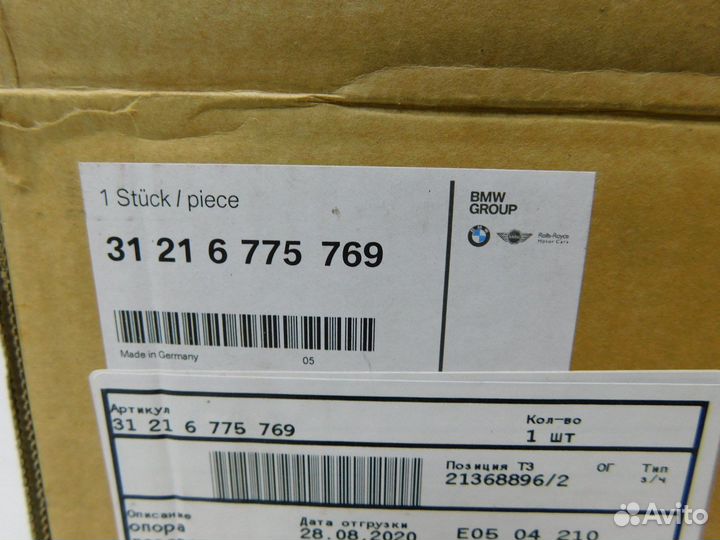 1 Stück / piece
BMW
GROUP
31 21 6 775 769
Rolls-Royce
Motor Cars
Made in Germany
05
Артикул
31 21 6 775 769
Кол-во
1 шт
Позиция ТЗ
ОГ
Тип
21368896/2
з/ч
Описание
опора
Дата отгрузки
28.08.2020
E05 04 210
Avito